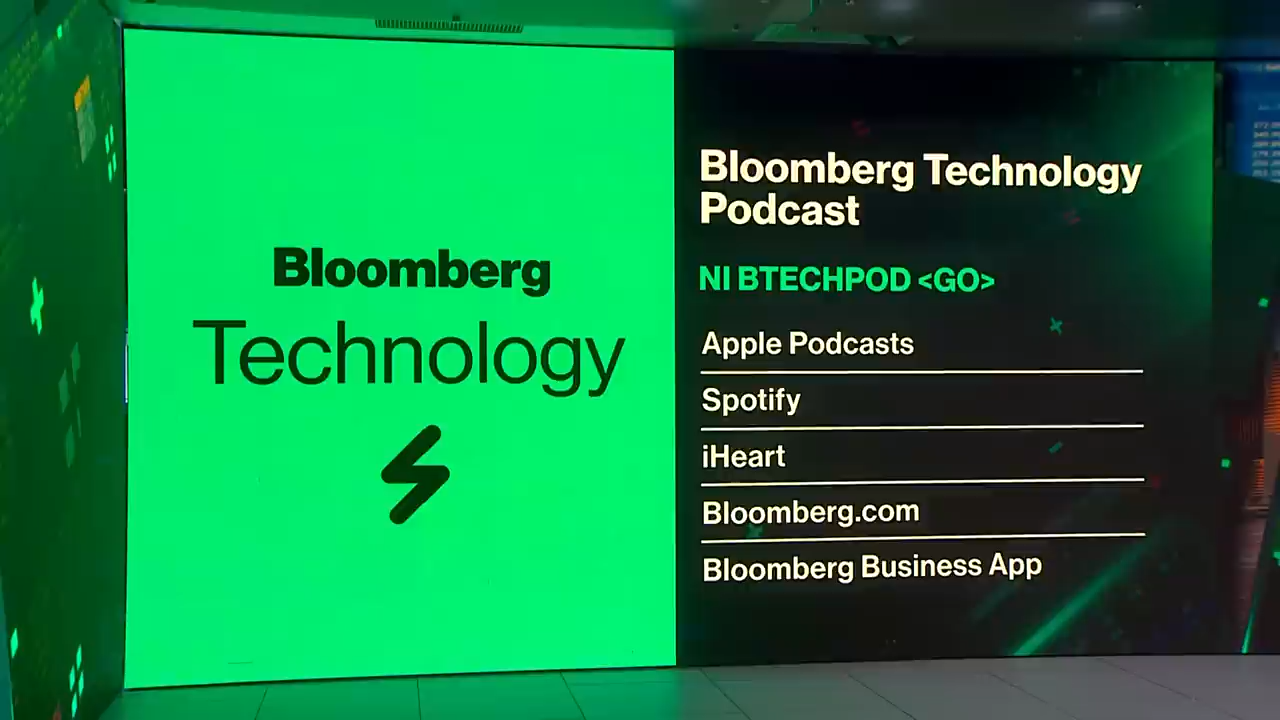 Bloomberg
Technology
Bloomberg Technology
Podcast
NI BTECHPOD <GO>
Apple Podcasts
Spotify
iHeart
Bloomberg.com
Bloomberg Business App